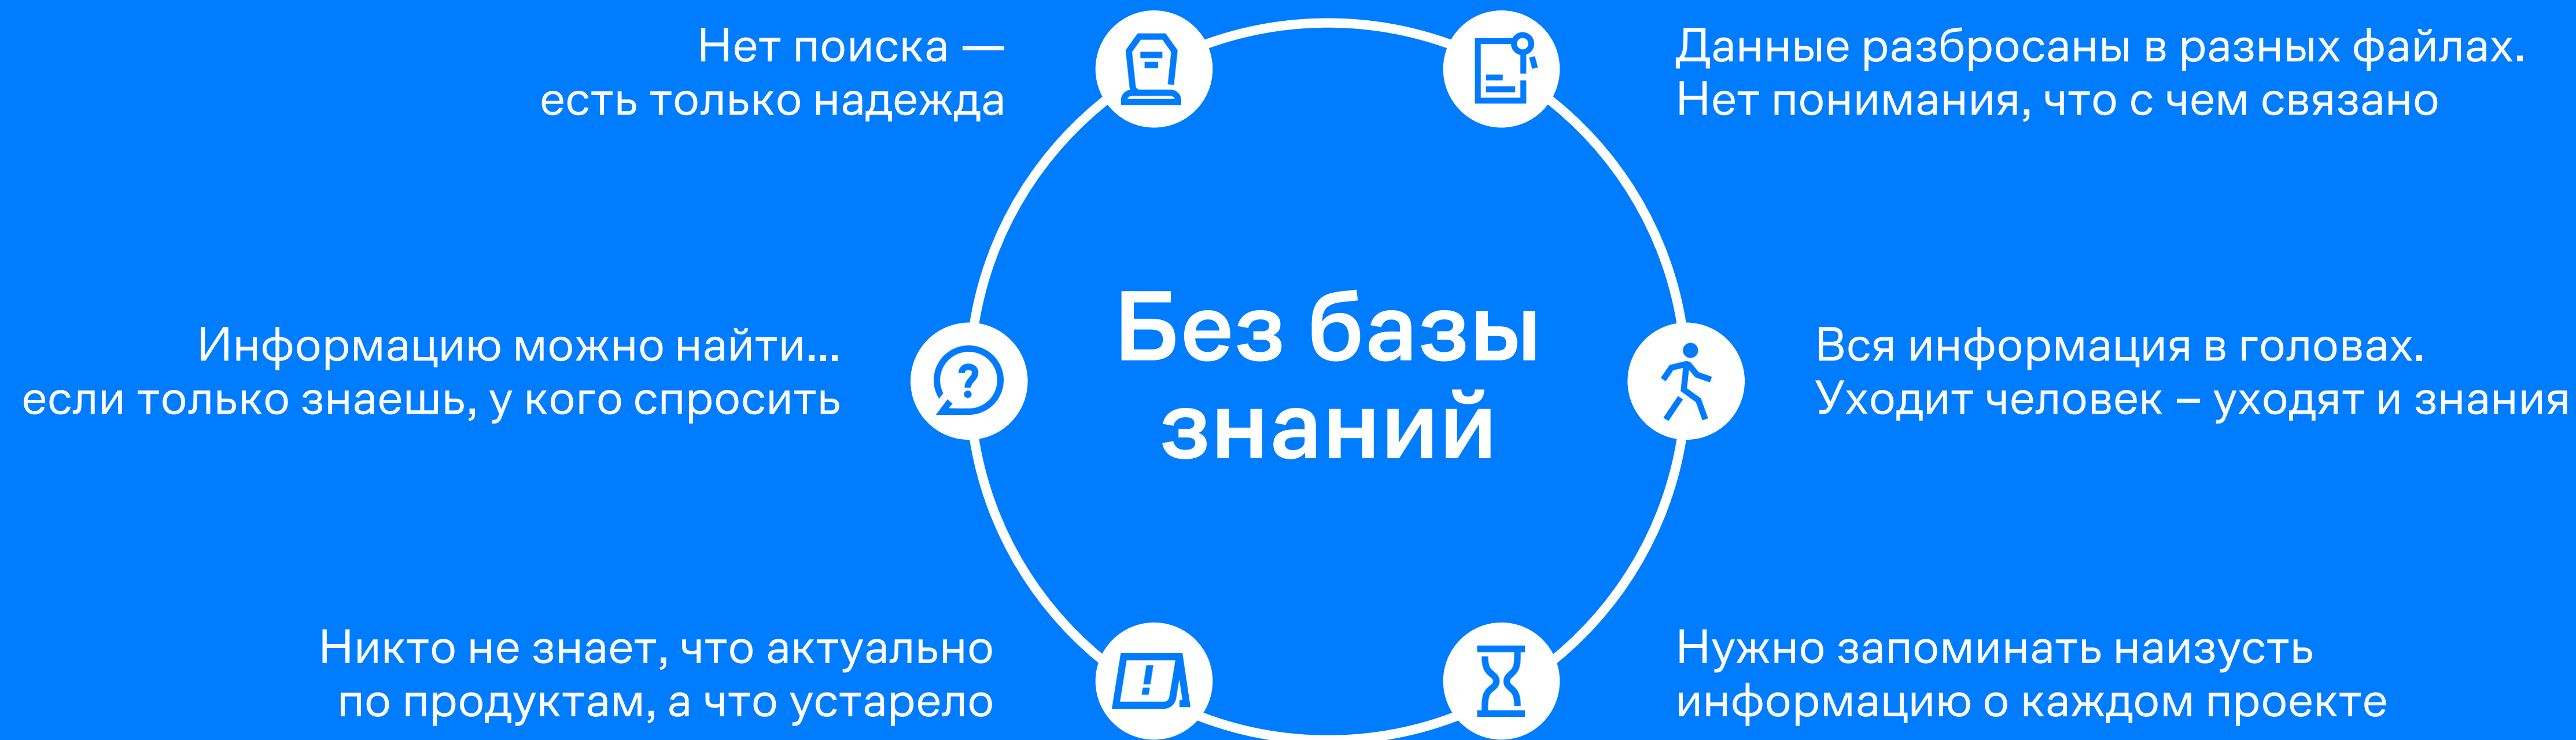 Нет поиска —
есть только надежда
Данные разбросаны в разных файлах.
Нет понимания, что с чем связано
Информацию можно найти...
если только знаешь, у кого спросить
Без базы
знаний
Вся информация в головах.
Уходит человек – уходят и знания
Никто не знает, что актуально
по продуктам, а что устарело
Нужно запоминать наизусть
информацию о каждом проекте